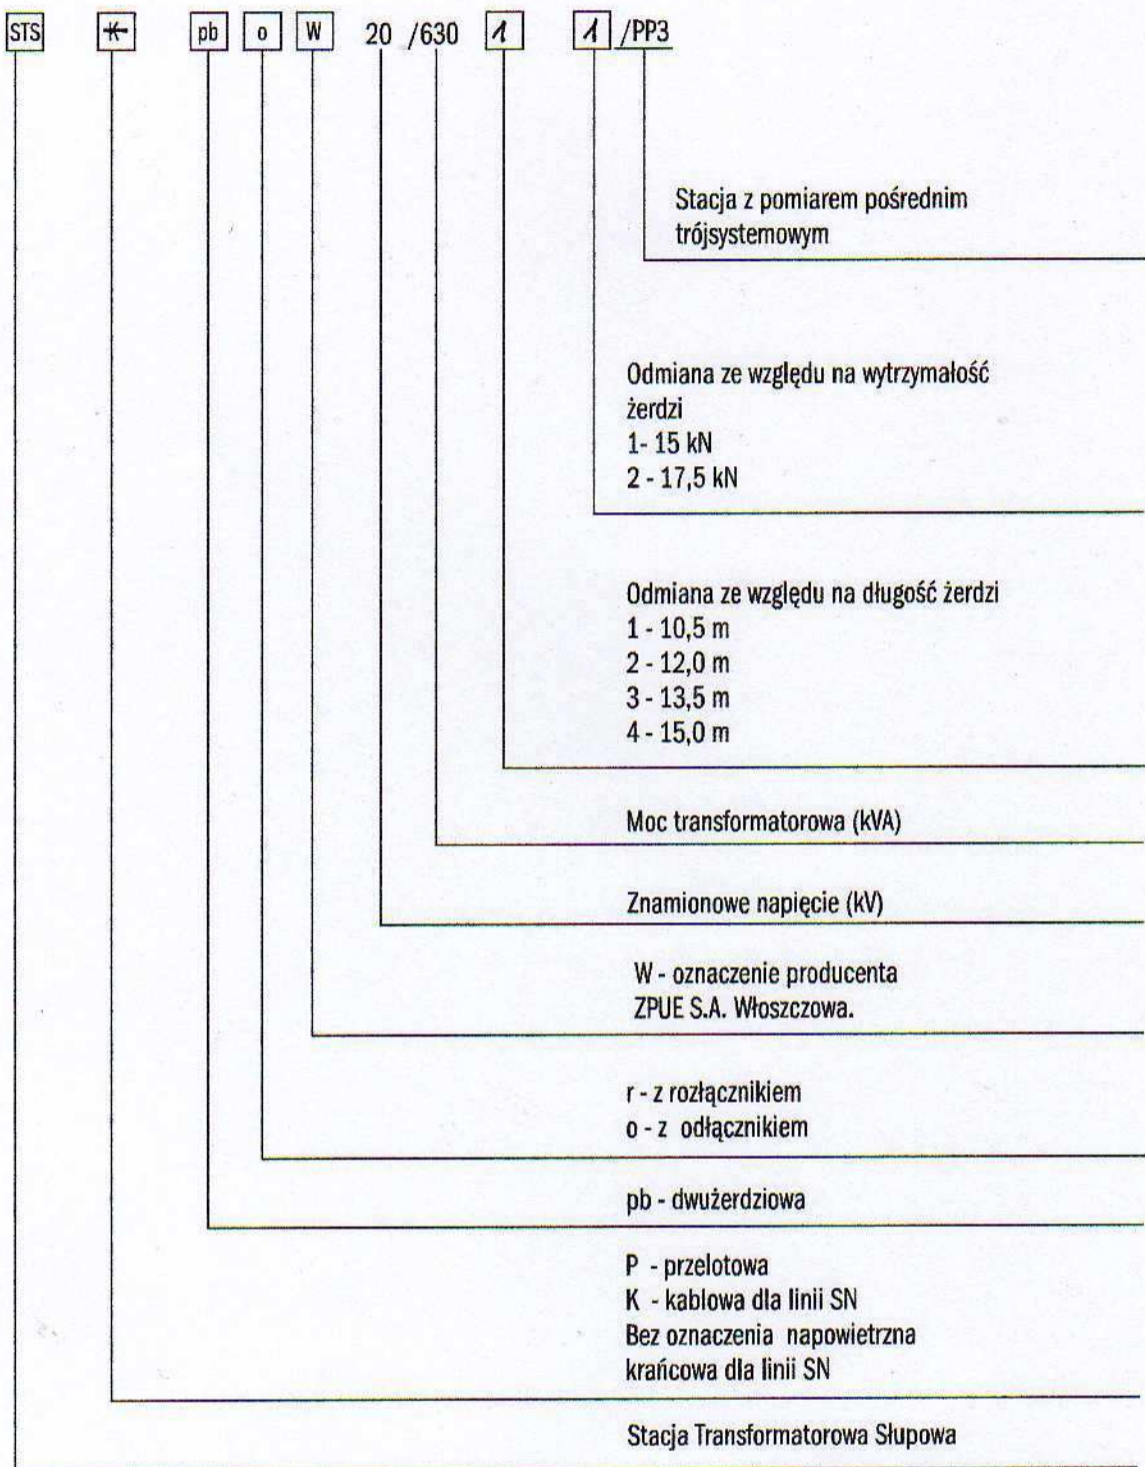 STS K pb o W 20 /630 1 1 /PP3
Stacja z pomiarem pośrednim
trójsystemowym
Odmiana ze względu na wytrzymałość
żerdzi
1- 15 kN
2 - 17,5 kN
Odmiana ze względu na długość żerdzi
1 - 10,5 m
2 - 12,0 m
3 - 13,5 m
4 - 15,0 m
Moc transformatorowa (kVA)
Znamionowe napięcie (kV)
W - oznaczenie producenta
ZPUE S.A. Włoszczowa.
r - z rozłącznikiem
o - z odłącznikiem
pb - dwużerdziowa
P - przelotowa
K - kablowa dla linii SN
Bez oznaczenia napowietrzna
krańcowa dla linii SN
Stacja Transformatorowa Słupowa